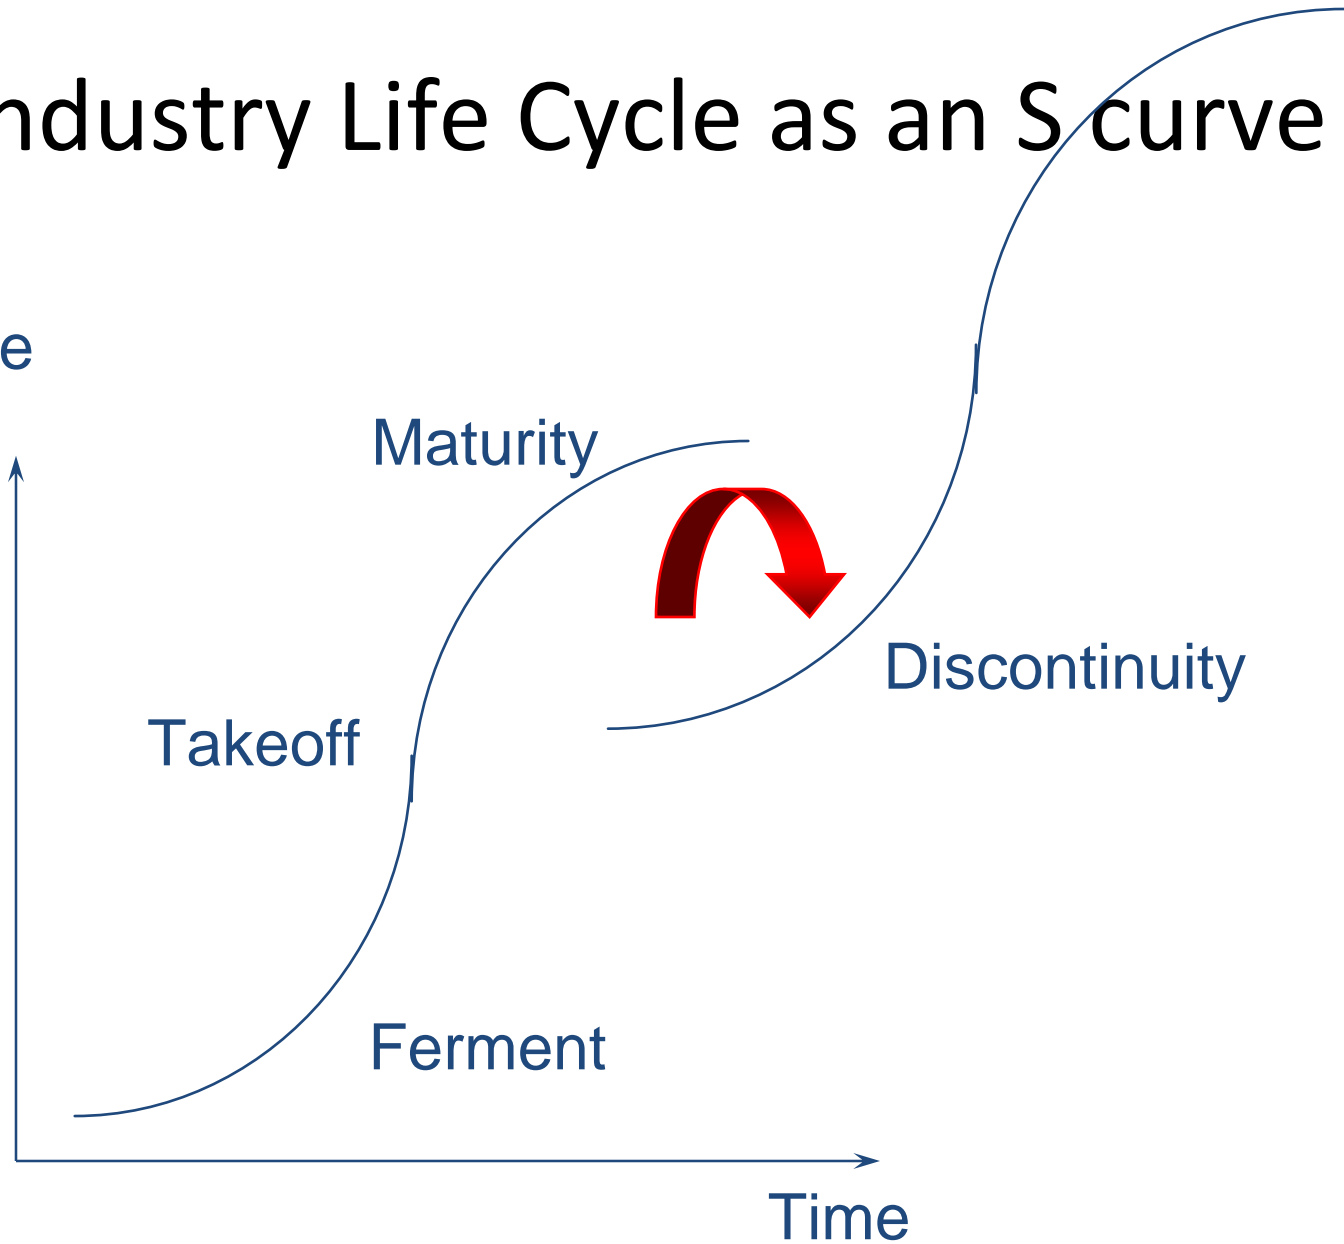 ndustry Life Cycle as an S curve
e
Maturity
Discontinuity
Takeoff
Ferment
Time